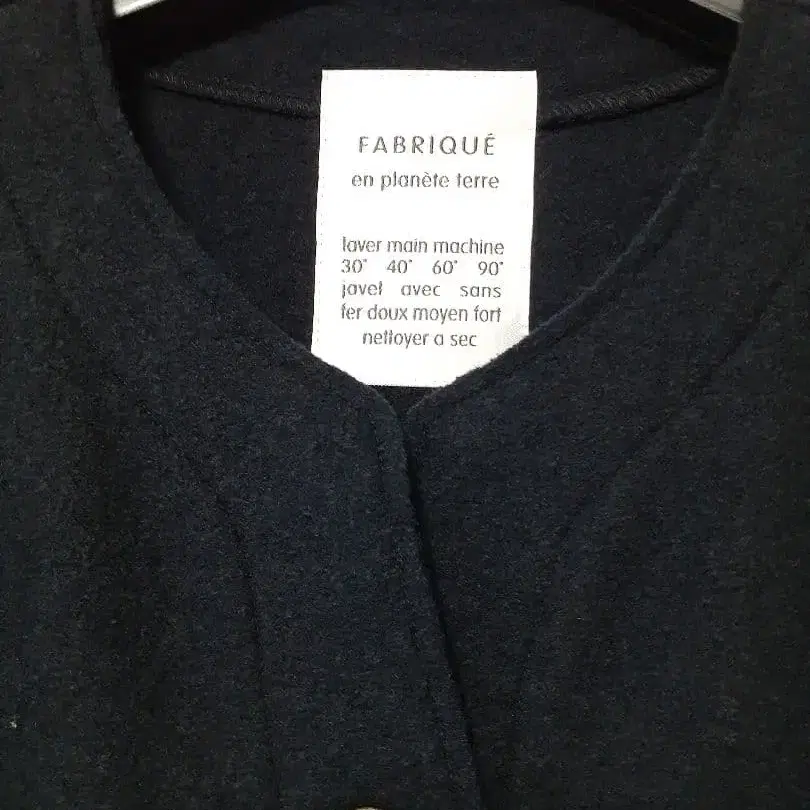 FABRIQUÉ
en planète terre
laver main machine
30° 40° 60° 90°
javel avec sans
fer doux moyen fort
nettoyer a sec